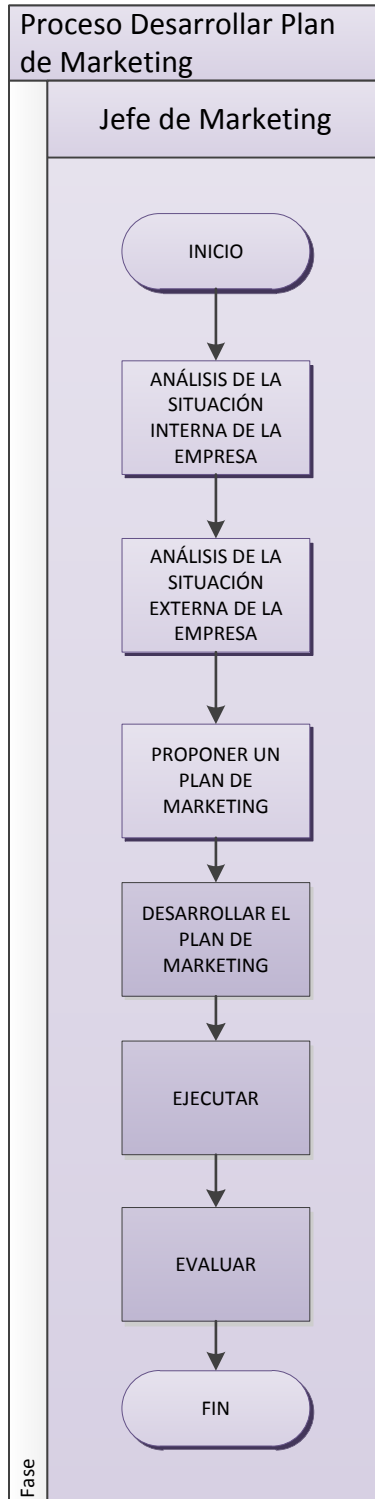 Proceso Desarrollar Plan
de Marketing
Jefe de Marketing
INICIO
ANÁLISIS DE LA
SITUACIÓN
INTERNA DE LA
EMPRESA
ANÁLISIS DE LA
SITUACIÓN
EXTERNA DE LA
EMPRESA
PROPONER UN
PLAN DE
MARKETING
DESARROLLAR EL
PLAN DE
MARKETING
EJECUTAR
EVALUAR
FIN
Fase